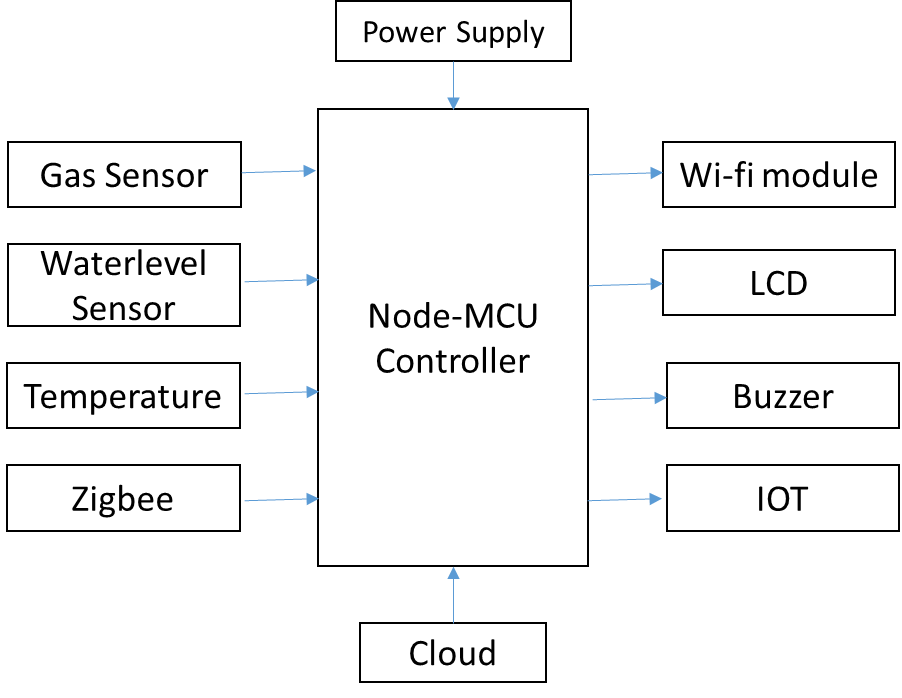 Power Supply
Gas Sensor
Wi-fi module
Waterlevel
Sensor
LCD
Node-MCU
Controller
Temperature
Buzzer
Zigbee
IOT
Cloud